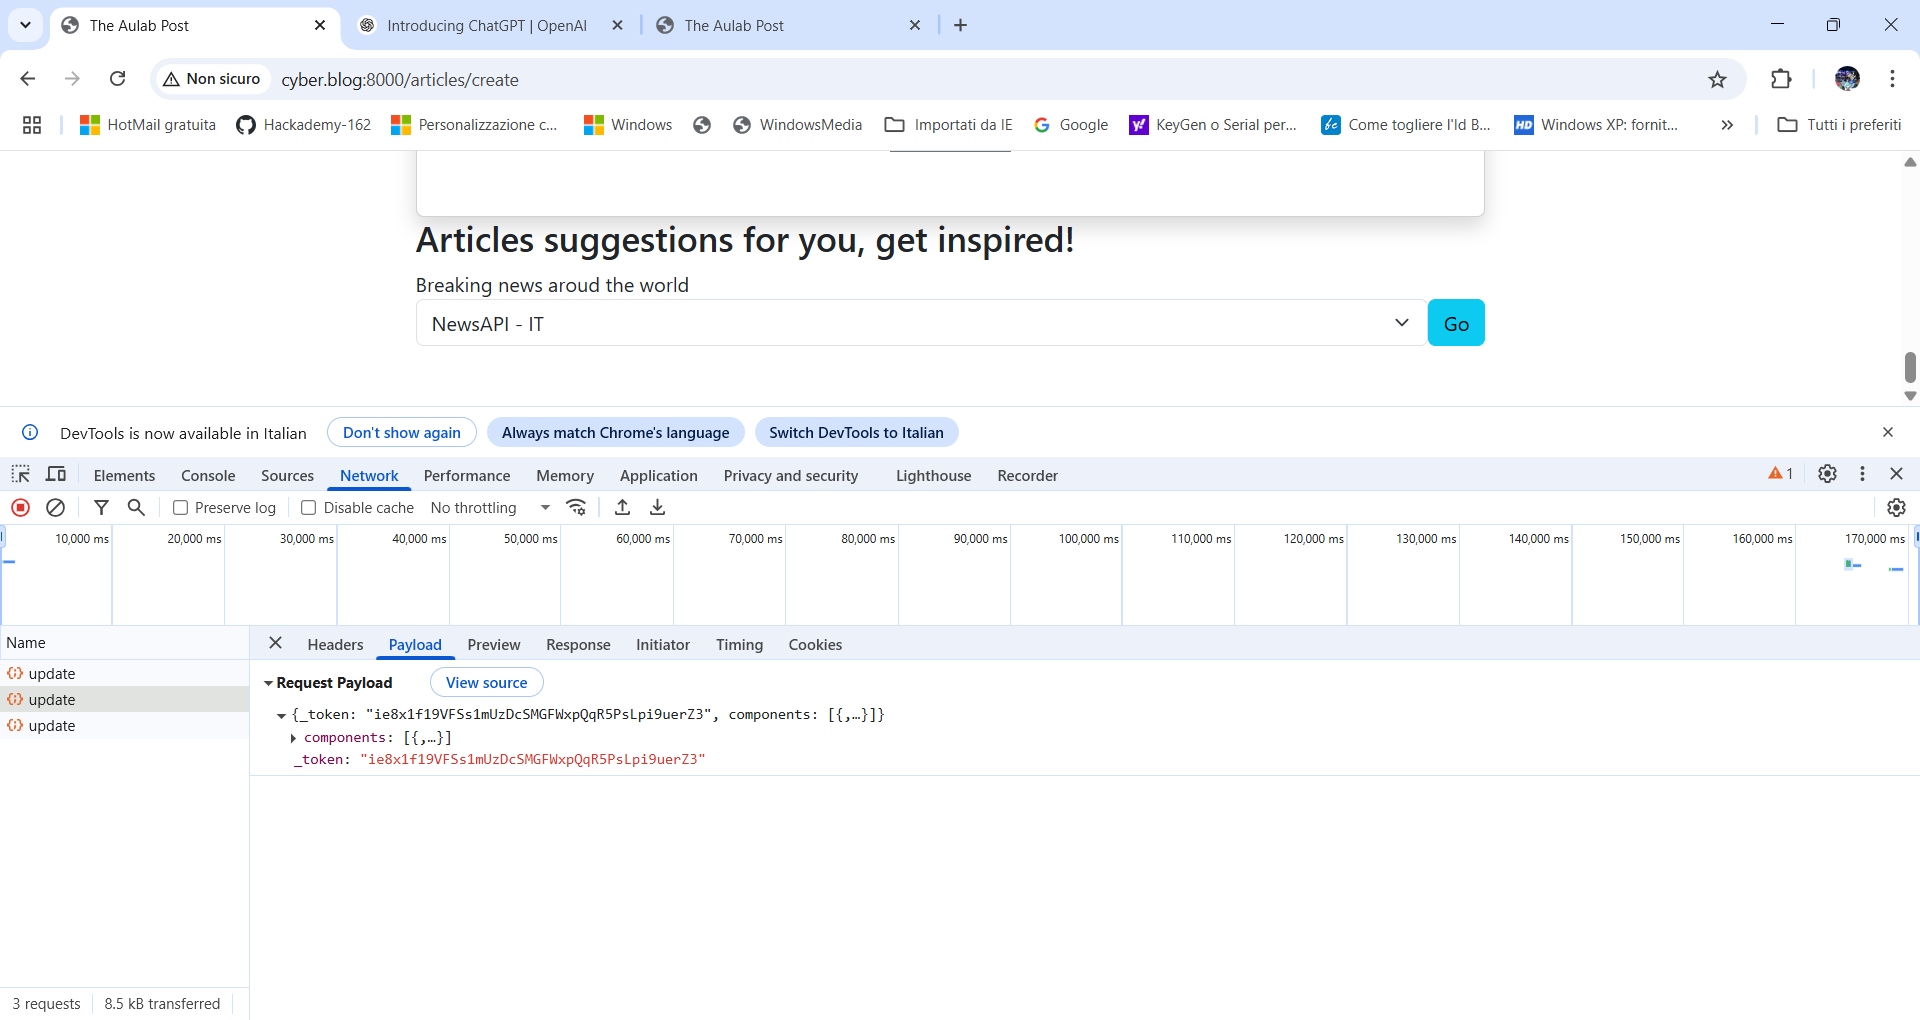 The Aulab Post
Introducing ChatGPT | OpenAI
The Aulab Post
Non sicuro
cyber.blog:8000/articles/create
HotMail gratuita
Hackademy-162
Personalizzazione c...
Windows
WindowsMedia
Importati da IE
Google
KeyGen o Serial per...
Come togliere l'Id B...
Windows XP: fornit...
Tutti i preferiti
Articles suggestions for you, get inspired!
Breaking news aroud the world
NewsAPI - IT
Go
DevTools is now available in Italian
Don't show again
Always match Chrome's language
Switch DevTools to Italian
Elements
Console
Sources
Network
Performance
Memory
Application
Privacy and security
Lighthouse
Recorder
1
Preserve log
Disable cache
No throttling
10,000 ms
20,000 ms
30,000 ms
40,000 ms
50,000 ms
60,000 ms
70,000 ms
80,000 ms
90,000 ms
100,000 ms
110,000 ms
120,000 ms
130,000 ms
140,000 ms
150,000 ms
160,000 ms
170,000 ms
Name
Headers
Payload
Preview
Response
Initiator
Timing
Cookies
update
update
update
Request Payload
View source
{_token: "ie8x1f19VFSs1mUzDcSMGFWxpQqR5PsLpi9uerZ3", components: [{,…}]}
components: [{,…}]
_token: "ie8x1f19VFSs1mUzDcSMGFWxpQqR5PsLpi9uerZ3"
3 requests
8.5 kB transferred